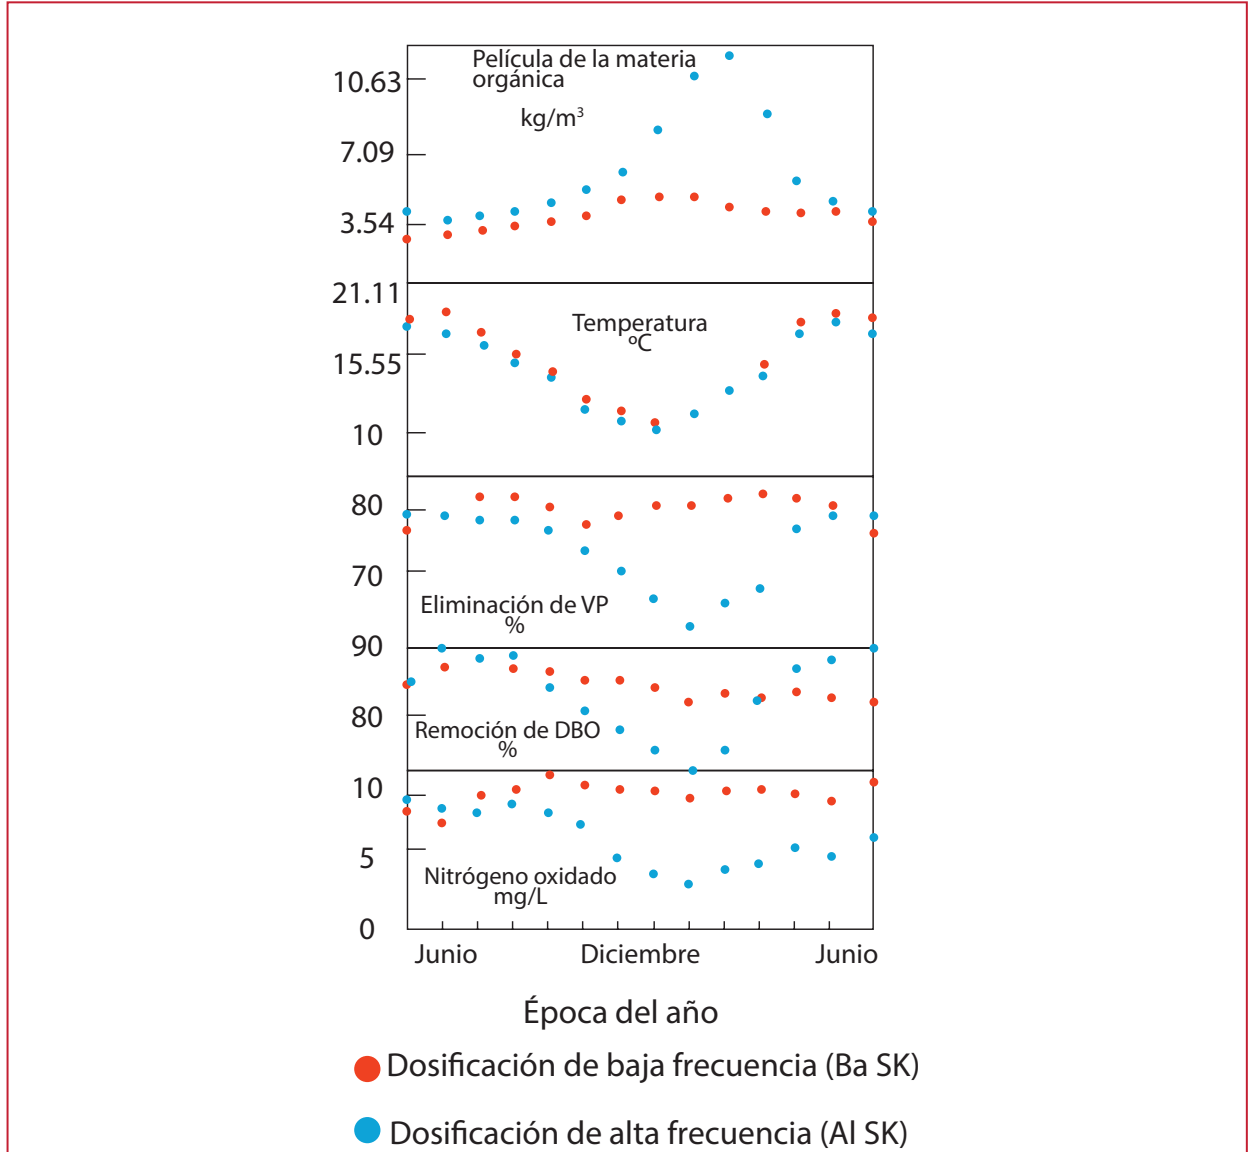 Película de la materia
orgánica
kg/m³
10.63
7.09
3.54
21.11
Temperatura
ºC
15.55
10
80
70
Eliminación de VP
%
90
80
Remoción de DBO
%
10
5
Nitrógeno oxidado
mg/L
0
Junio Diciembre Junio
Época del año
Dosificación de baja frecuencia (Ba SK)
Dosificación de alta frecuencia (Al SK)